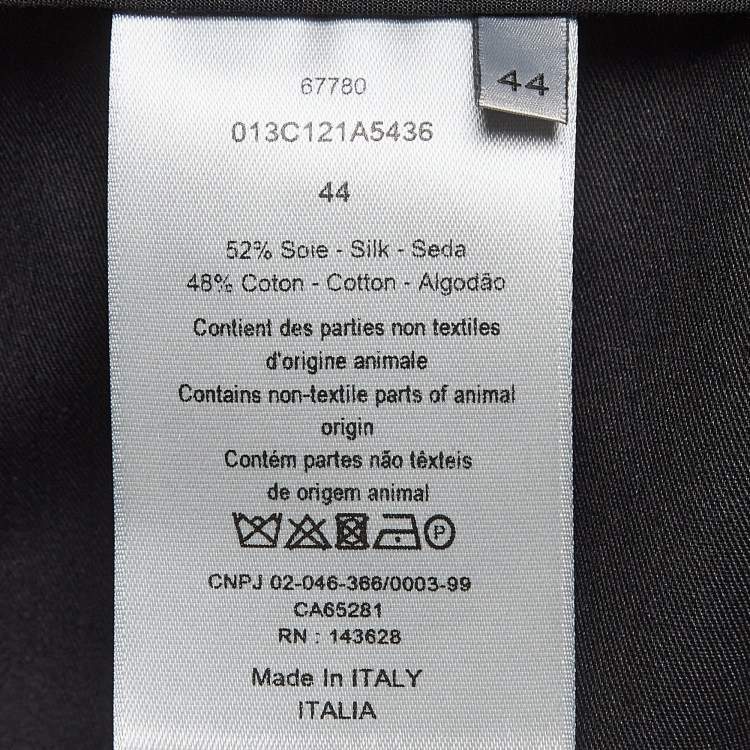 44
67780
013C121A5436
44
52% Soie - Silk - Seda
48% Coton - Cotton - Algodão
Contient des parties non textiles
d'origine animale
Contains non-textile parts of animal
origin
Contém partes não têxteis
de origem animal
P
CNPJ 02-046-366/0003-99
CA65281
RN : 143628
Made In ITALY
ITALIA